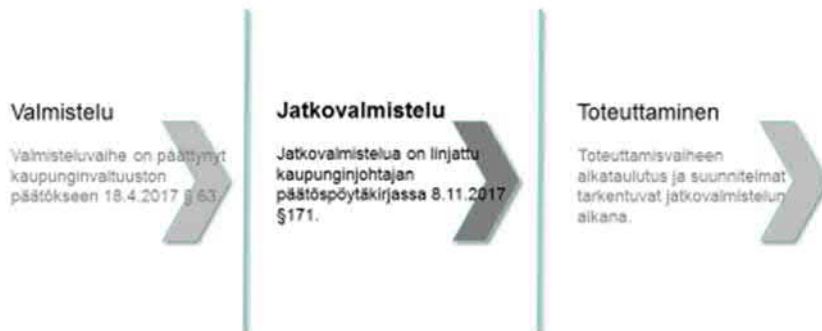 Valmistelu
Valmisteluvaihe on päättynyt
kaupunginvaltuuston
päätökseen 18.4.2017 § 63.
Jatkovalmistelu
Jatkovalmistelua on linjattu
kaupunginjohtajan
päätöspöytäkirjassa 8.11.2017
§171.
Toteuttaminen
Toteuttamisvaiheen
aikataulutus ja suunnitelmat
tarkentuvat jatkovalmistelun
aikana.